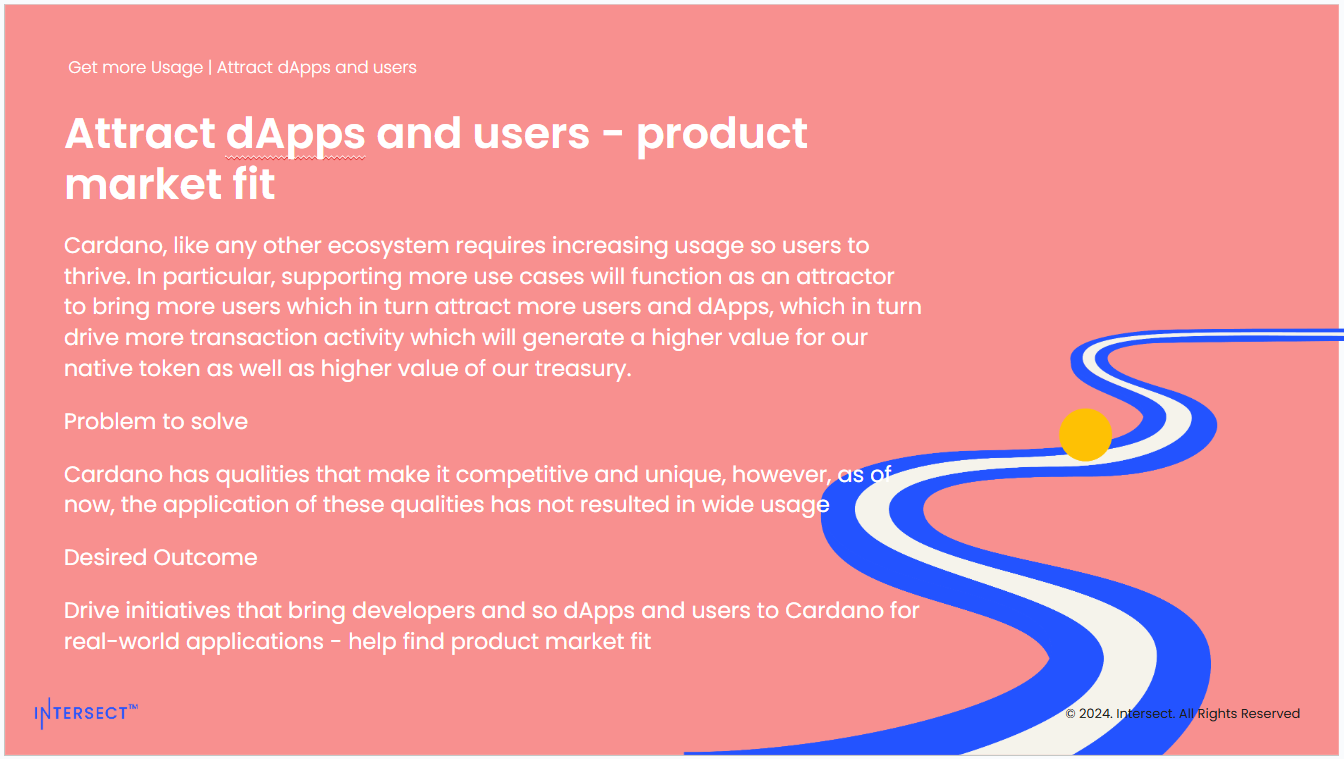 Get more Usage | Attract dApps and users
Attract dApps and users - product
market fit
Cardano, like any other ecosystem requires increasing usage so users to
thrive. In particular, supporting more use cases will function as an attractor
to bring more users which in turn attract more users and dApps, which in turn
drive more transaction activity which will generate a higher value for our
native token as well as higher value of our treasury.
Problem to solve
Cardano has qualities that make it competitive and unique, however, as of
now, the application of these qualities has not resulted in wide usage
Desired Outcome
Drive initiatives that bring developers and so dApps and users to Cardano for
real-world applications - help find product market fit
INTERSECT™
© 2024. Intersect. All Rights Reserved